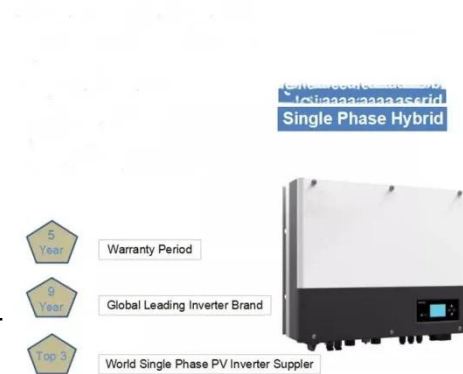 Single Phase Hybrid
5
Year
Warranty Period
9
Year
Global Leading Inverter Brand
Top 3
World Single Phase PV Inverter Suppler